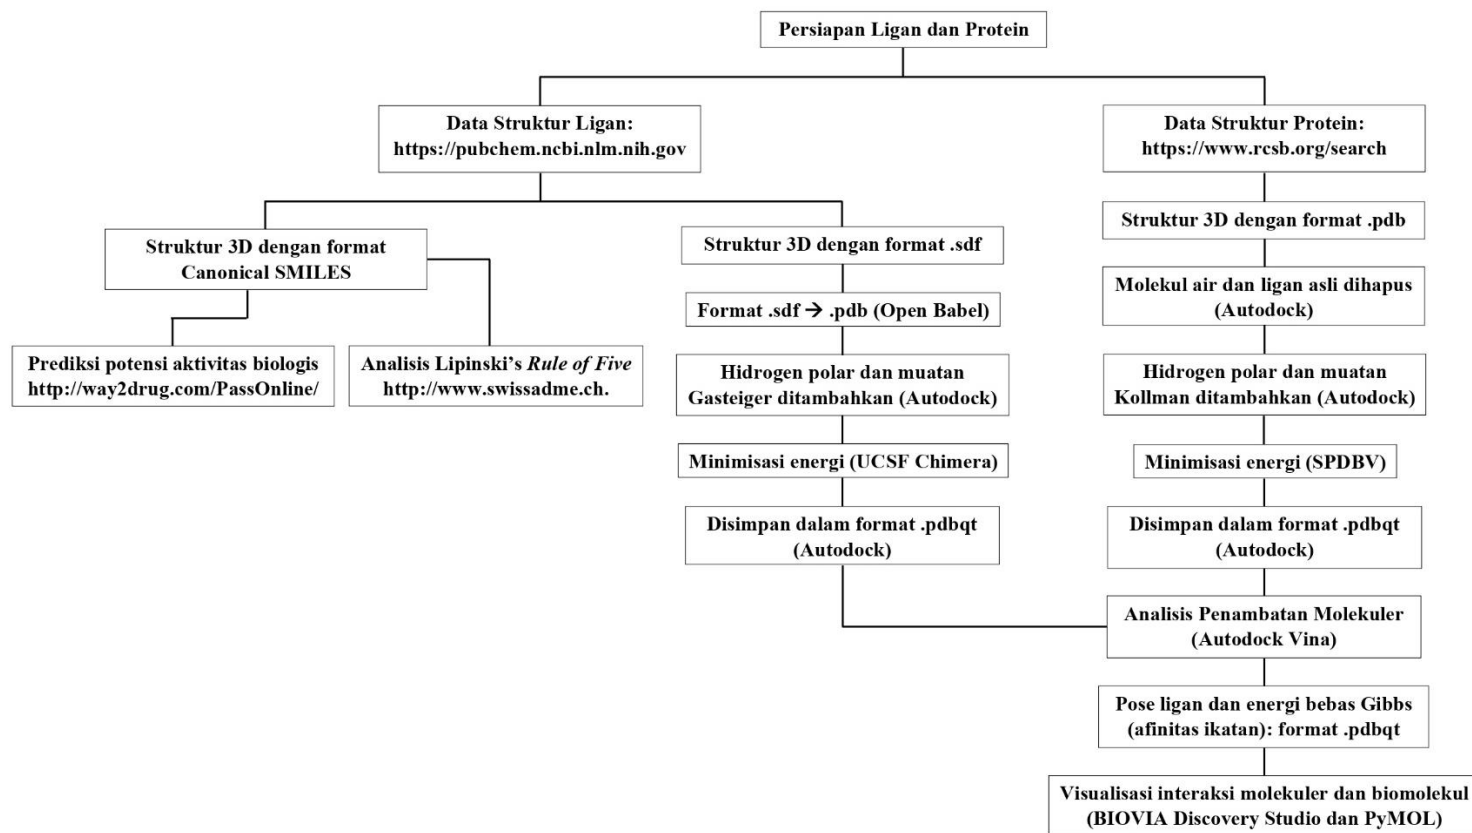 Persiapan Ligan dan Protein
Data Struktur Ligan:
https://pubchem.ncbi.nlm.nih.gov
Data Struktur Protein:
https://www.rcsb.org/search
Struktur 3D dengan format
Canonical SMILES
Prediksi potensi aktivitas biologis
http://way2drug.com/PassOnline/
Analisis Lipinski’s Rule of Five
http://www.swissadme.ch.
Struktur 3D dengan format .sdf
Format .sdf → .pdb (Open Babel)
Hidrogen polar dan muatan
Gasteiger ditambahkan (Autodock)
Minimisasi energi (UCSF Chimera)
Disimpan dalam format .pdbqt
(Autodock)
Struktur 3D dengan format .pdb
Molekul air dan ligan asli dihapus
(Autodock)
Hidrogen polar dan muatan
Kollman ditambahkan (Autodock)
Minimisasi energi (SPDBV)
Disimpan dalam format .pdbqt
(Autodock)
Analisis Penambatan Molekuler
(Autodock Vina)
Pose ligan dan energi bebas Gibbs
(afinitas ikatan): format .pdbqt
Visualisasi interaksi molekuler dan biomolekul
(BIOVIA Discovery Studio dan PyMOL)